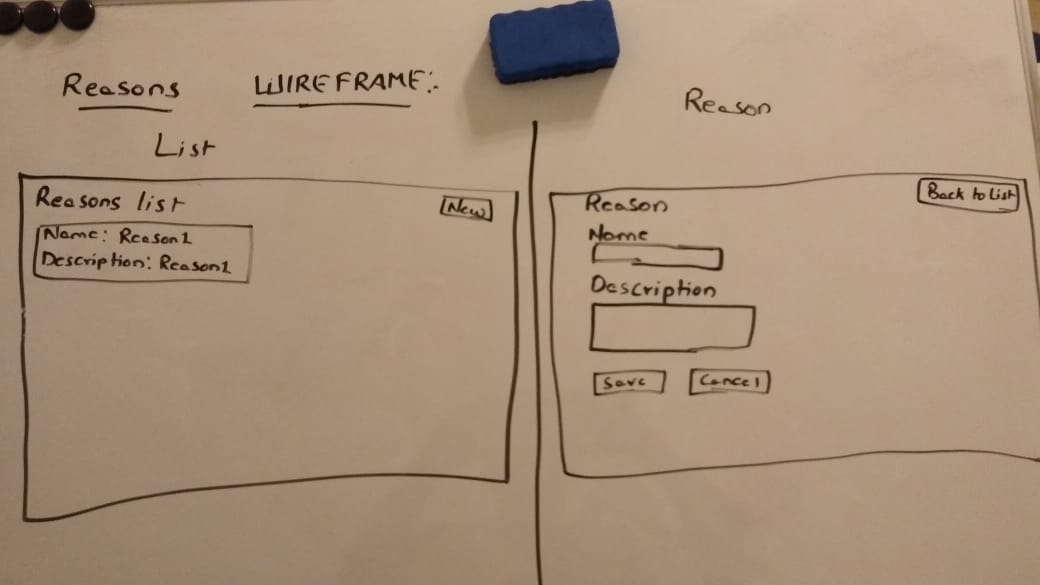 Reasons WIREFRAME:-
List
Reasons list
New
Name: Reason1
Description: Reason1
Reason
Back to List
Reason
Name
Description
Save Cancel